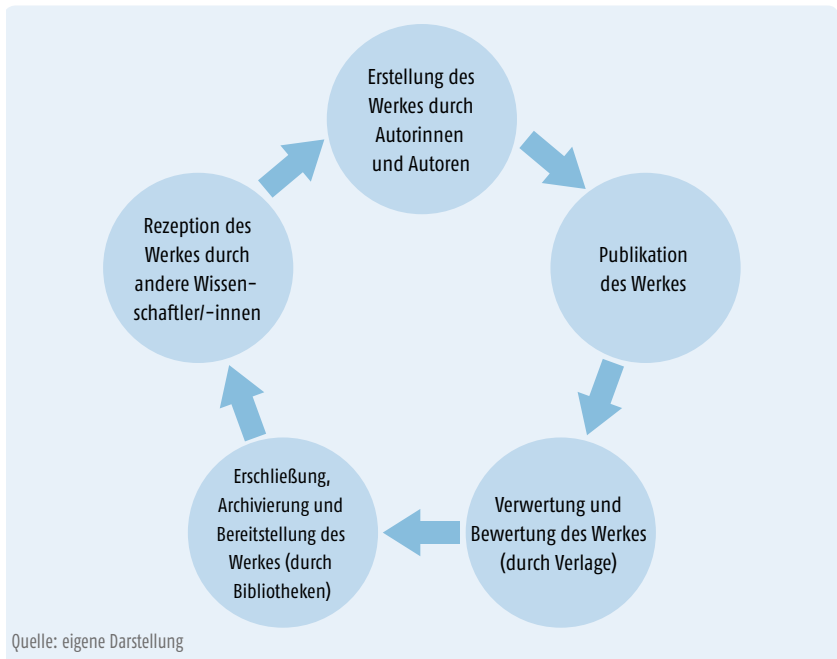 Erstellung des
Werkes durch
Autorinnen
und Autoren
Publikation
des Werkes
Verwertung und
Bewertung des Werkes
(durch Verlage)
Erschließung,
Archivierung und
Bereitstellung des
Werkes (durch
Bibliotheken)
Rezeption des
Werkes durch
andere Wissen-
schaftler/-innen
Quelle: eigene Darstellung